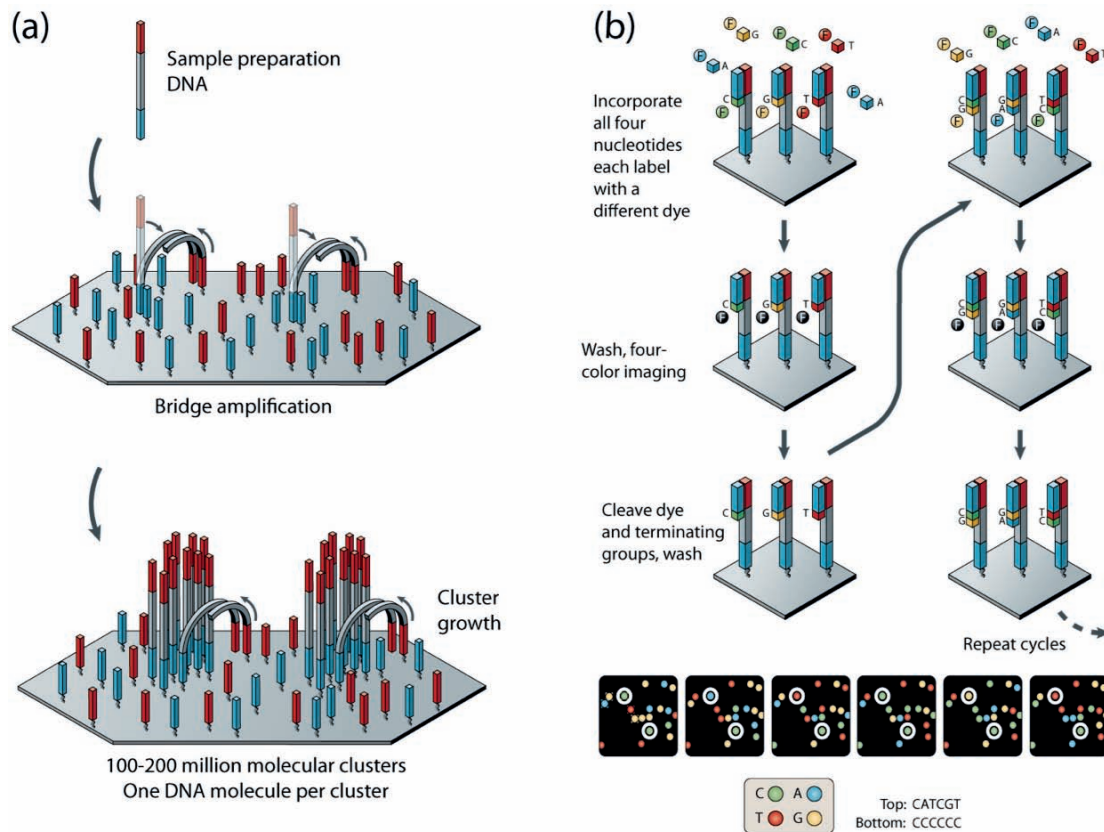 (a)
Sample preparation
DNA
Bridge amplification
Cluster
growth
100-200 million molecular clusters
One DNA molecule per cluster
(b)
F G
F C
F T
F A
F A
C G T
F F F
Incorporate
all four
nucleotides
each label
with a
different dye
F G
F C
F A
F T
C G T
G A C
F F F
Wash, four-
color imaging
C G T
F F F
C G T
G A C
F F F
Cleave dye
and terminating
groups, wash
C G T
C G T
G A C
Repeat cycles
C A
T G
Top: CATCGT
Bottom: CCCCCC